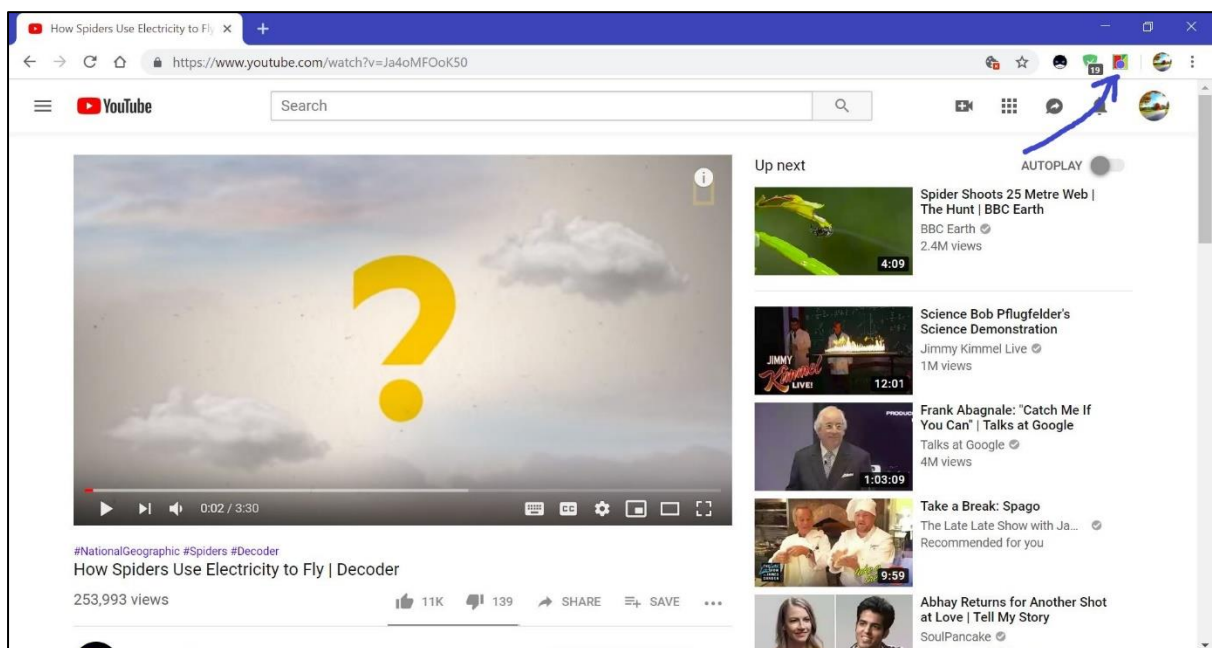 How Spiders Use Electricity to Fly
https://www.youtube.com/watch?v=Ja4oMFOoK50
19
YouTube
Search
Up next
AUTOPLAY
?
i
0:02 / 3:30
CC
#NationalGeographic #Spiders #Decoder
How Spiders Use Electricity to Fly | Decoder
253,993 views
11K
139
SHARE
SAVE
4:09
Spider Shoots 25 Metre Web |
The Hunt | BBC Earth
BBC Earth
2.4M views
JIMMY
Kimmel
LIVE!
12:01
Science Bob Pflugfelder's
Science Demonstration
Jimmy Kimmel Live
1M views
1:03:09
Frank Abagnale: "Catch Me If
You Can" | Talks at Google
Talks at Google
4M views
9:59
Take a Break: Spago
The Late Late Show with Ja...
Recommended for you
Abhay Returns for Another Shot
at Love | Tell My Story
SoulPancake